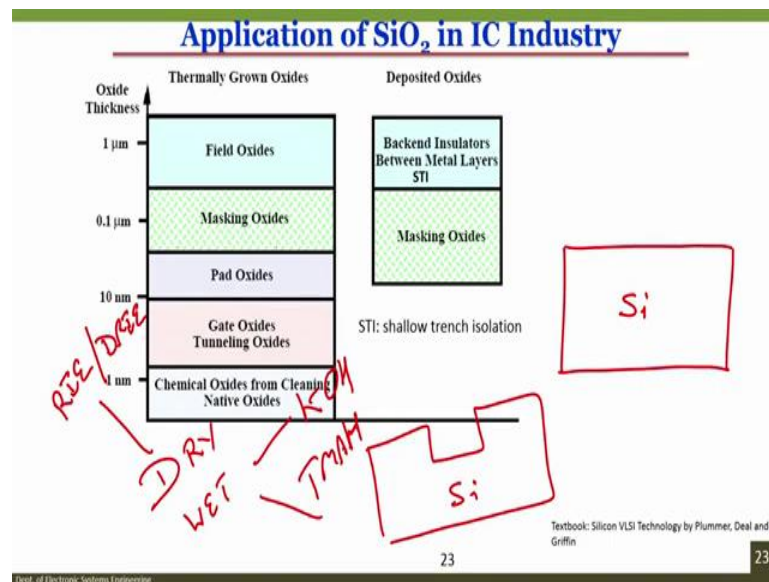 Application of SiO₂ in IC Industry
Thermally Grown Oxides
Deposited Oxides
Oxide
Thickness
1 μm
Field Oxides
Backend Insulators
Between Metal Layers
STI
0.1 μm
Masking Oxides
Masking Oxides
Si
Pad Oxides
10 nm
Gate Oxides
Tunneling Oxides
STI: shallow trench isolation
RIE/DRIE
1 nm
Chemical Oxides from Cleaning
Native Oxides
KOH
DRY
WET
TMAH
Si
Textbook: Silicon VLSI Technology by Plummer, Deal and
Griffin
23
23
Dept. of Electronic Systems Engineering